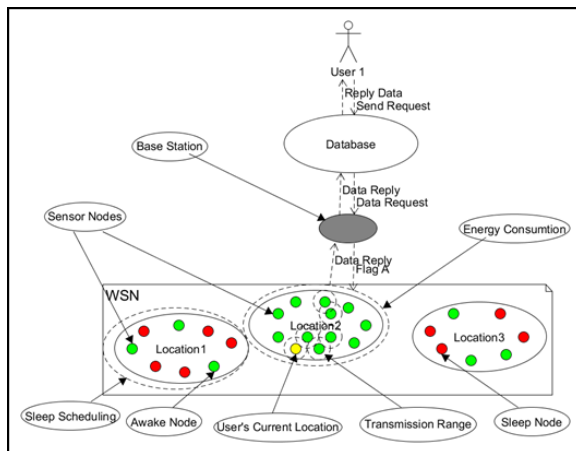 User 1
Reply Data
Send Request
Database
Base Station
Data Reply
Data Request
Sensor Nodes
Energy Consumtion
Data Reply
Flag A
WSN
Location1
Location2
Location3
Sleep Scheduling
Awake Node
User's Current Location
Transmission Range
Sleep Node